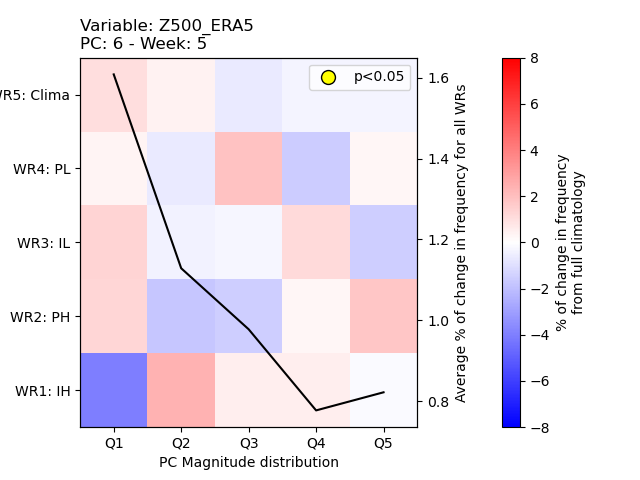 Variable: Z500_ERA5
PC: 6 - Week: 5
p<0.05
WR5: Clima
WR4: PL
WR3: IL
WR2: PH
WR1: IH
Q1 Q2 Q3 Q4 Q5
PC Magnitude distribution
1.6
1.4
1.2
1.0
0.8
Average % of change in frequency for all WRs
8
6
4
2
0
−2
−4
−6
−8
% of change in frequency
from full climatology